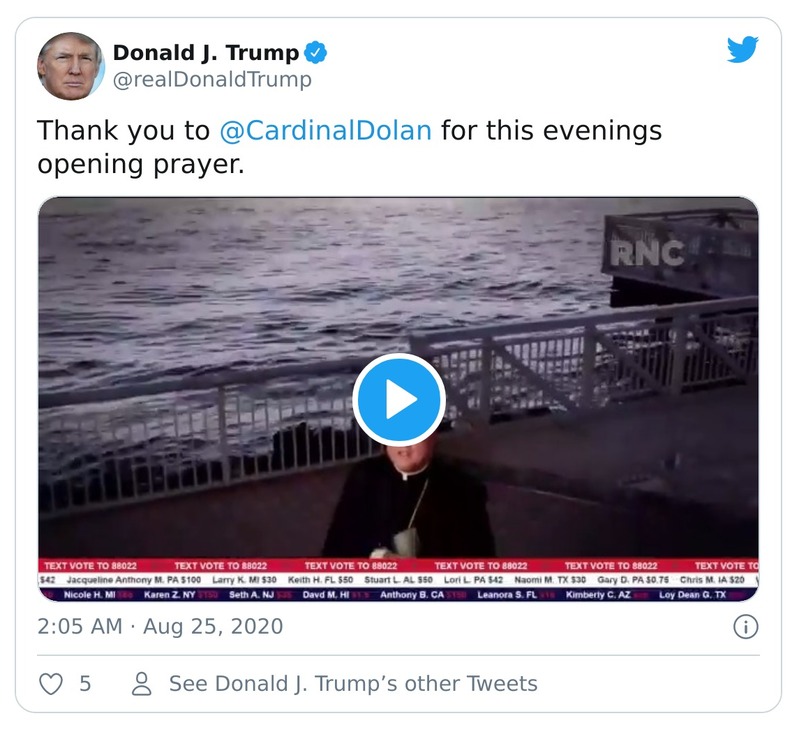 Donald J. Trump
@realDonaldTrump
Thank you to @CardinalDolan for this evenings
opening prayer.
RNC
TEXT VOTE TO 88022 TEXT VOTE TO 88022 TEXT VOTE TO 88022 TEXT VOTE TO 88022 TEXT VOTE TO 88022 TEXT VOTE TO
$42 Jacqueline Anthony M. PA $100 Larry K. MI $30 Keith H. FL $50 Stuart L. AL $50 Lori L. PA $42 Naomi M. TX $30 Gary D. PA $0.75 Chris M. IA $20
Nicole H. MI Karen Z. NY Seth A. NJ David M. HI Anthony B. CA Leanora S. FL Kimberly C. AZ Loy Dean G. TX
2:05 AM · Aug 25, 2020
5 See Donald J. Trump’s other Tweets